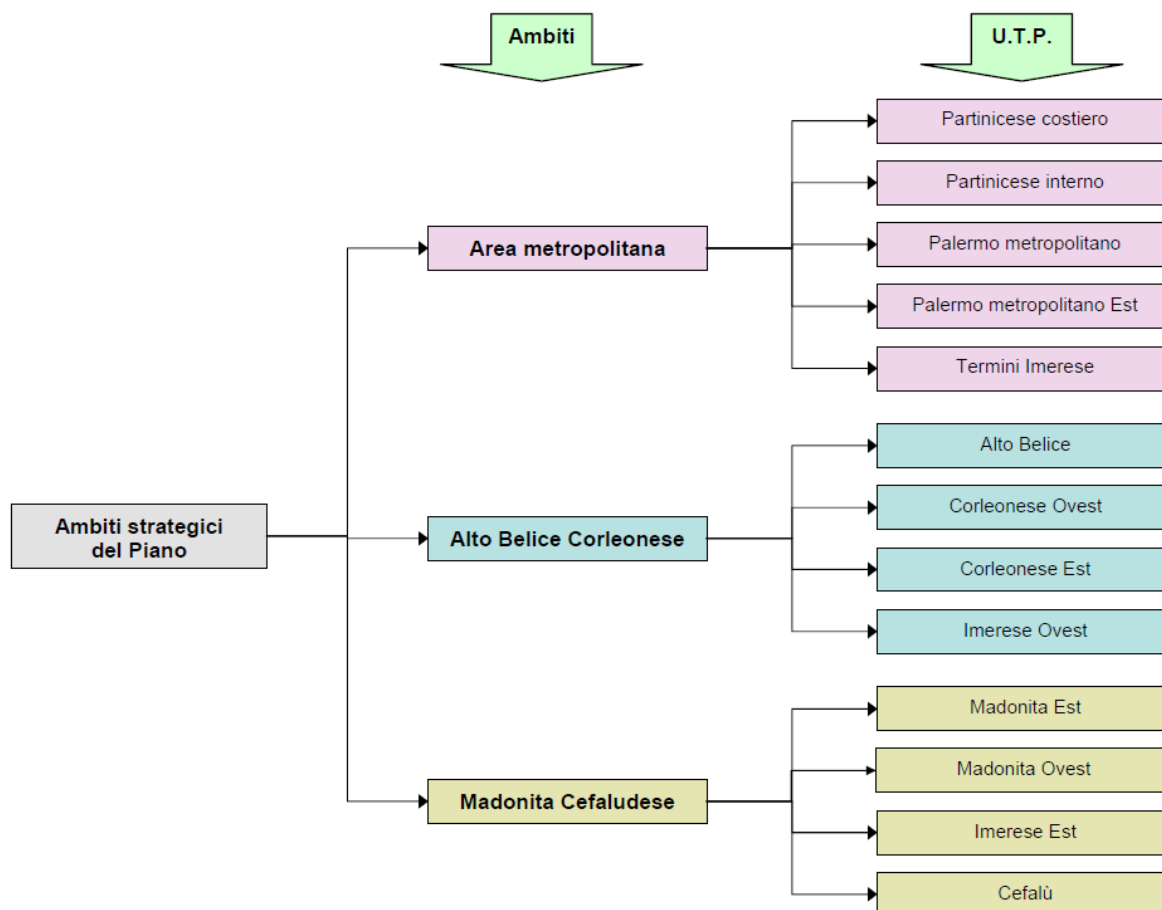 Ambiti
U.T.P.
Partinicese costiero
Partinicese interno
Area metropolitana
Palermo metropolitano
Palermo metropolitano Est
Termini Imerese
Alto Belice
Corleonese Ovest
Ambiti strategici
del Piano
Alto Belice Corleonese
Corleonese Est
Imerese Ovest
Madonita Est
Madonita Ovest
Madonita Cefaludese
Imerese Est
Cefalù